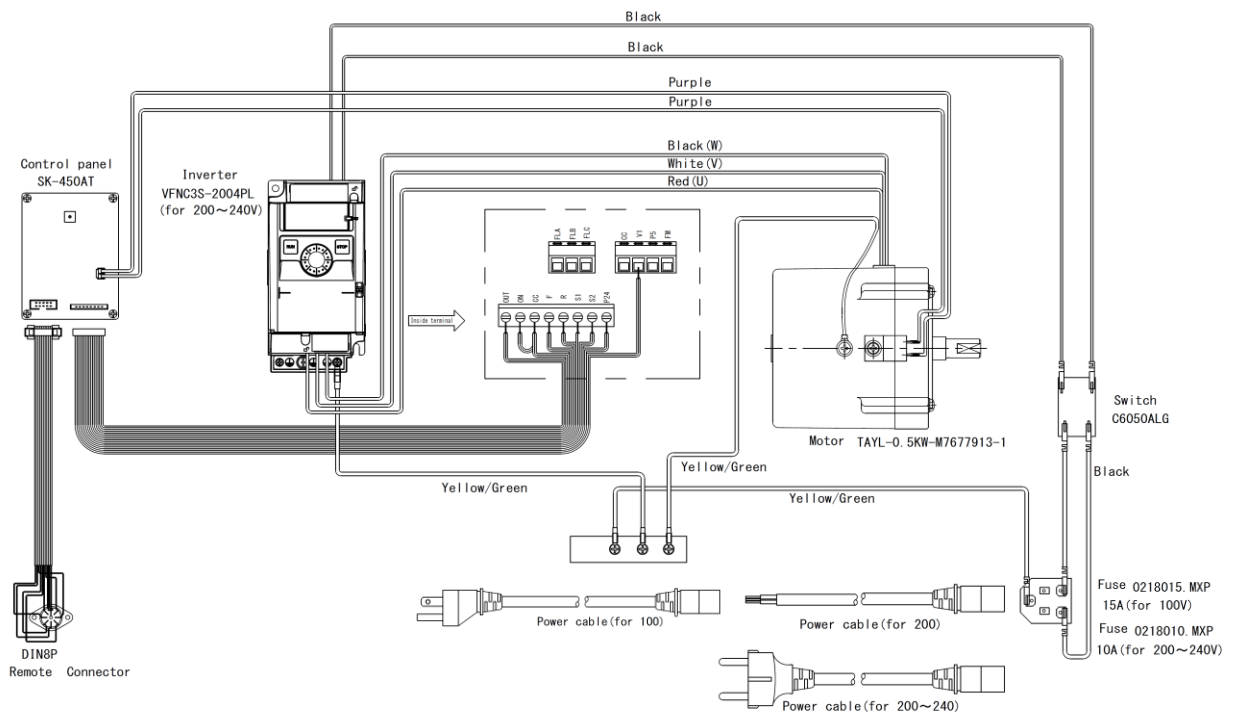 Black
Black
Purple
Purple
Black(W)
White(V)
Red(U)
Control panel
SK-450AT
Inverter
VFNC3S-2004PL
(for 200～240V)
RUN
STOP
FLA
FLB
FLC
CC
V1
P5
FM
OUT
ON
CC
F
R
S1
S2
P24
Inside terminal
Switch
C6050ALG
Motor TAYL-0.5KW-M7677913-1
Yellow/Green
Black
Yellow/Green
Yellow/Green
Fuse 0218015.MXP
15A(for 100V)
Fuse 0218010.MXP
10A(for 200～240V)
Power cable(for 100)
Power cable(for 200)
DIN8P
Remote Connector
Power cable(for 200～240)